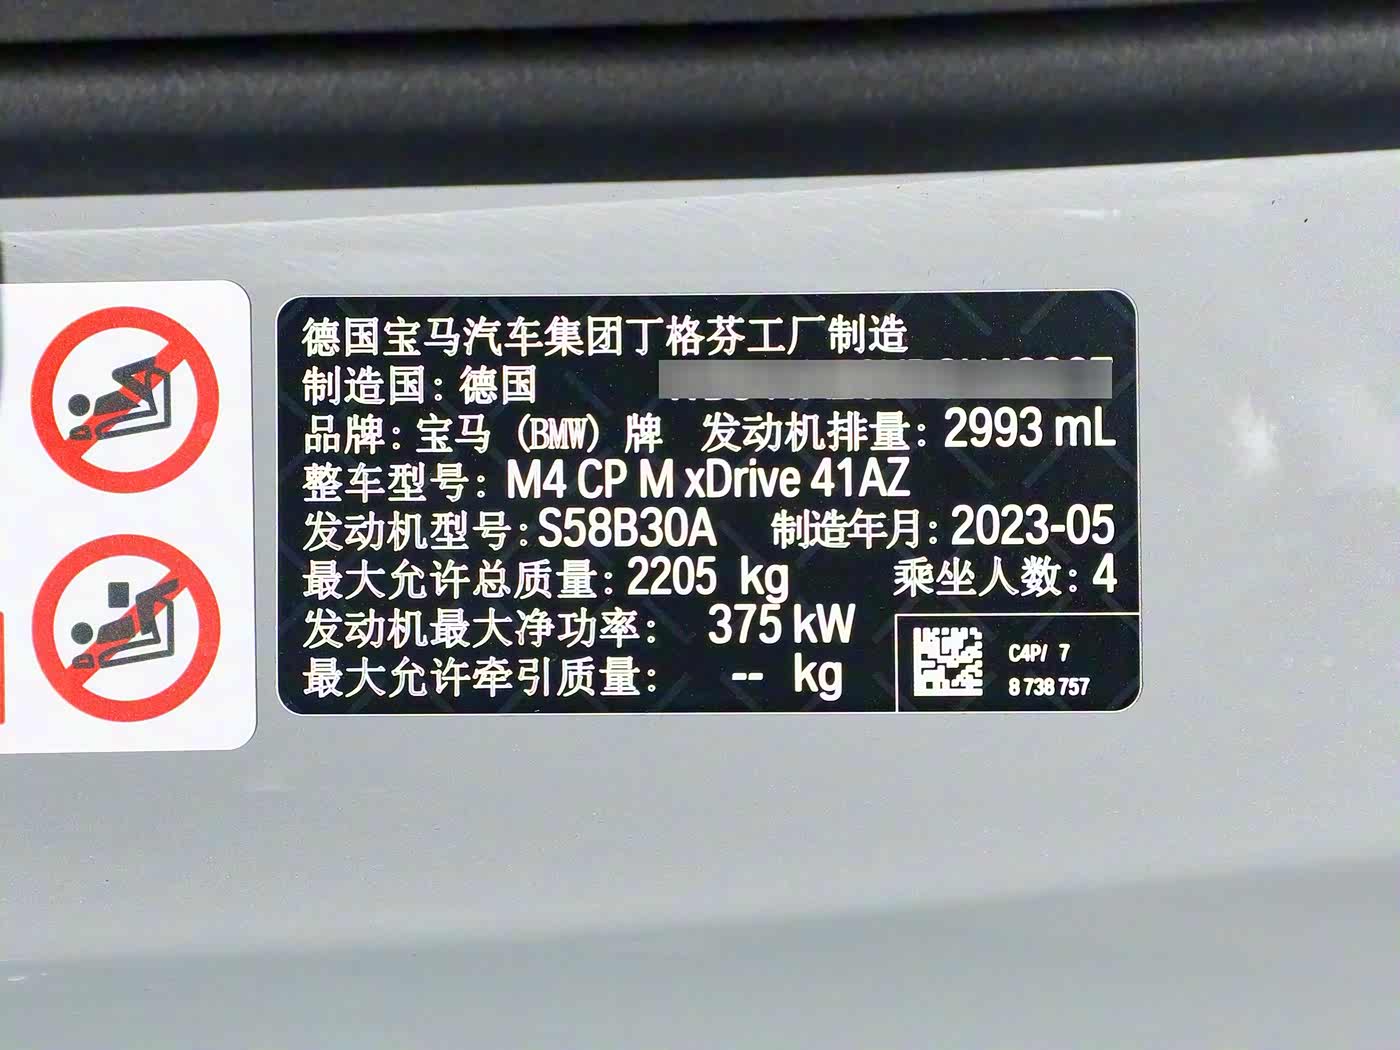 德国宝马汽车集团丁格芬工厂制造
制造国：德国
品牌：宝马（BMW）牌 发动机排量：2993 mL
整车型号：M4 CP M xDrive 41AZ
发动机型号：S58B30A 制造年月：2023-05
最大允许总质量：2205 kg 乘坐人数：4
发动机最大净功率： 375 kW
最大允许牵引质量： -- kg
C4P/ 7
8 738 757